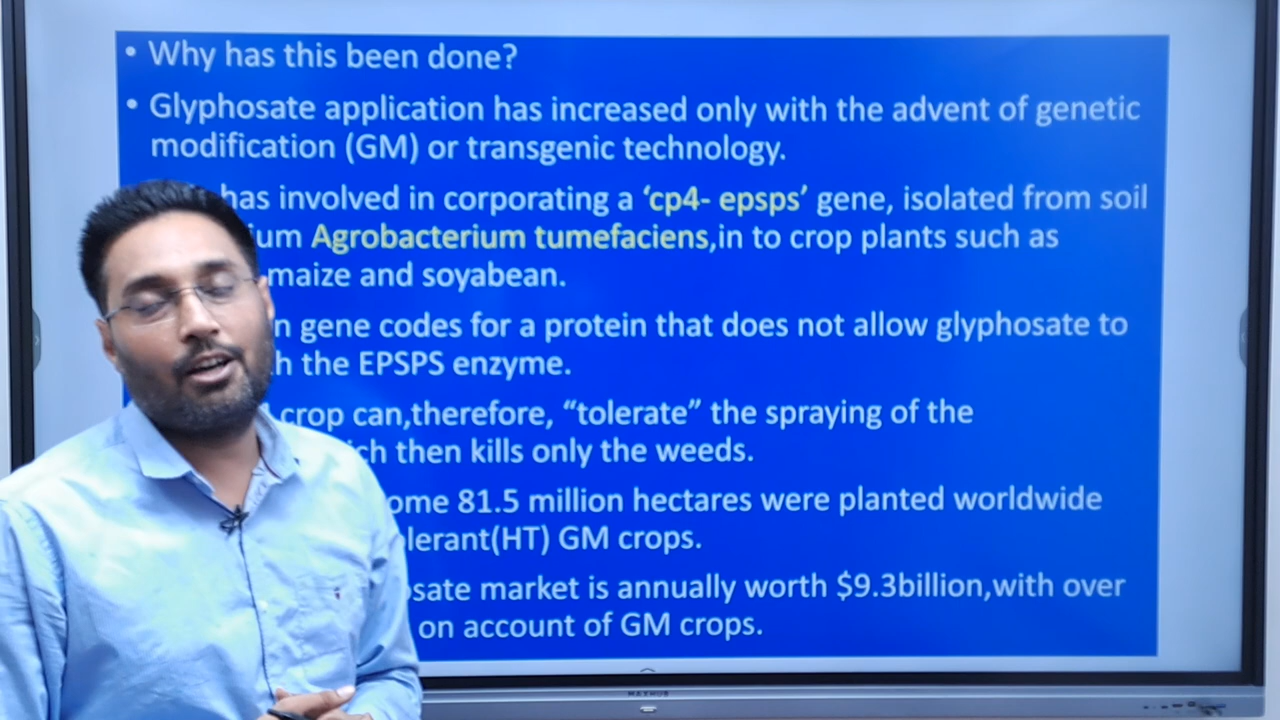 • Why has this been done?
• Glyphosate application has increased only with the advent of genetic
modification (GM) or transgenic technology.
has involved in corporating a ‘cp4- epsps’ gene, isolated from soil
Agrobacterium tumefaciens,in to crop plants such as
maize and soyabean.
gene codes for a protein that does not allow glyphosate to
the EPSPS enzyme.
crop can,therefore, “tolerate” the spraying of the
then kills only the weeds.
81.5 million hectares were planted worldwide
GM crops.
market is annually worth $9.3billion,with over
on account of GM crops.
MAXHUB